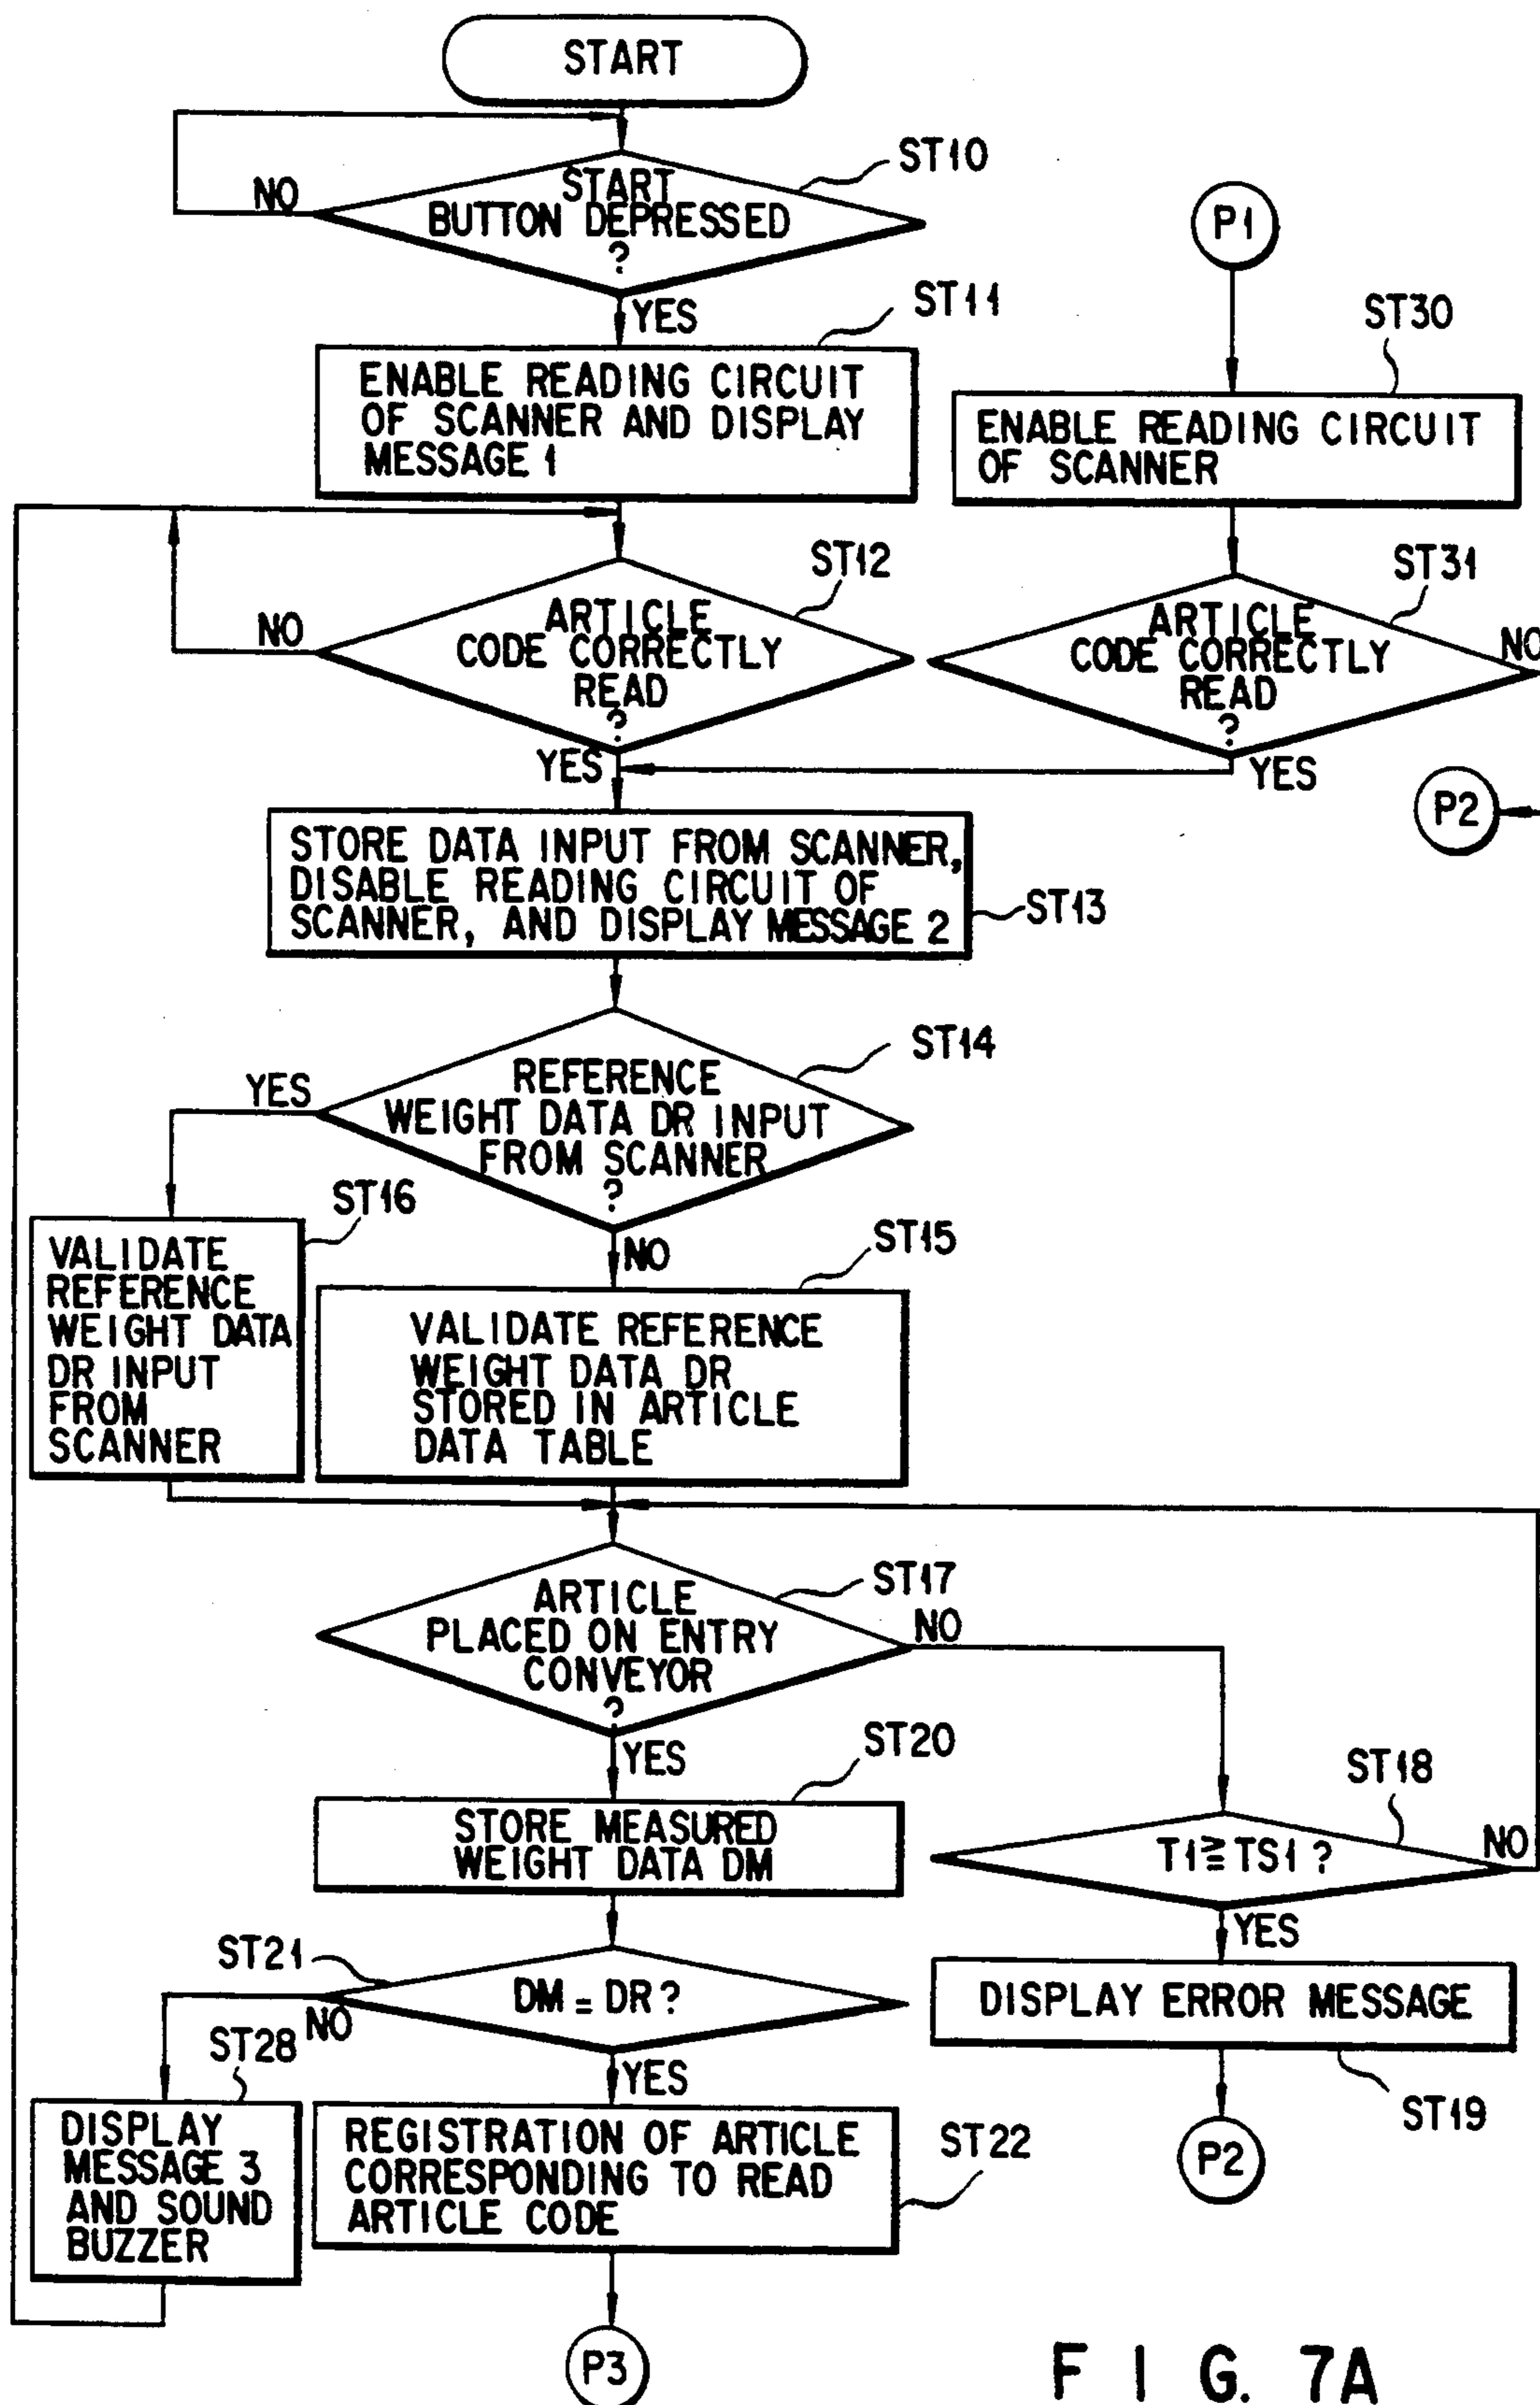 START
ST10
NO
START
BUTTON DEPRESSED
?
YES
ST11
ENABLE READING CIRCUIT
OF SCANNER AND DISPLAY
MESSAGE 1
P1
ST30
ENABLE READING CIRCUIT
OF SCANNER
ST12
NO
ARTICLE
CODE CORRECTLY
READ
?
YES
ST31
ARTICLE
CODE CORRECTLY
READ
?
NO
YES
P2
STORE DATA INPUT FROM SCANNER,
DISABLE READING CIRCUIT OF
SCANNER, AND DISPLAY MESSAGE 2
ST13
ST14
YES
REFERENCE
WEIGHT DATA DR INPUT
FROM SCANNER
?
NO
ST16
VALIDATE
REFERENCE
WEIGHT DATA
DR INPUT
FROM
SCANNER
ST15
VALIDATE REFERENCE
WEIGHT DATA DR
STORED IN ARTICLE
DATA TABLE
ST17
ARTICLE
PLACED ON ENTRY
CONVEYOR
?
NO
YES
ST20
STORE MEASURED
WEIGHT DATA DM
ST18
T1≧TS1 ?
NO
YES
ST21
DM = DR ?
NO
YES
DISPLAY ERROR MESSAGE
ST19
P2
ST28
DISPLAY
MESSAGE 3
AND SOUND
BUZZER
REGISTRATION OF ARTICLE
CORRESPONDING TO READ
ARTICLE CODE
ST22
P3
F I G. 7A